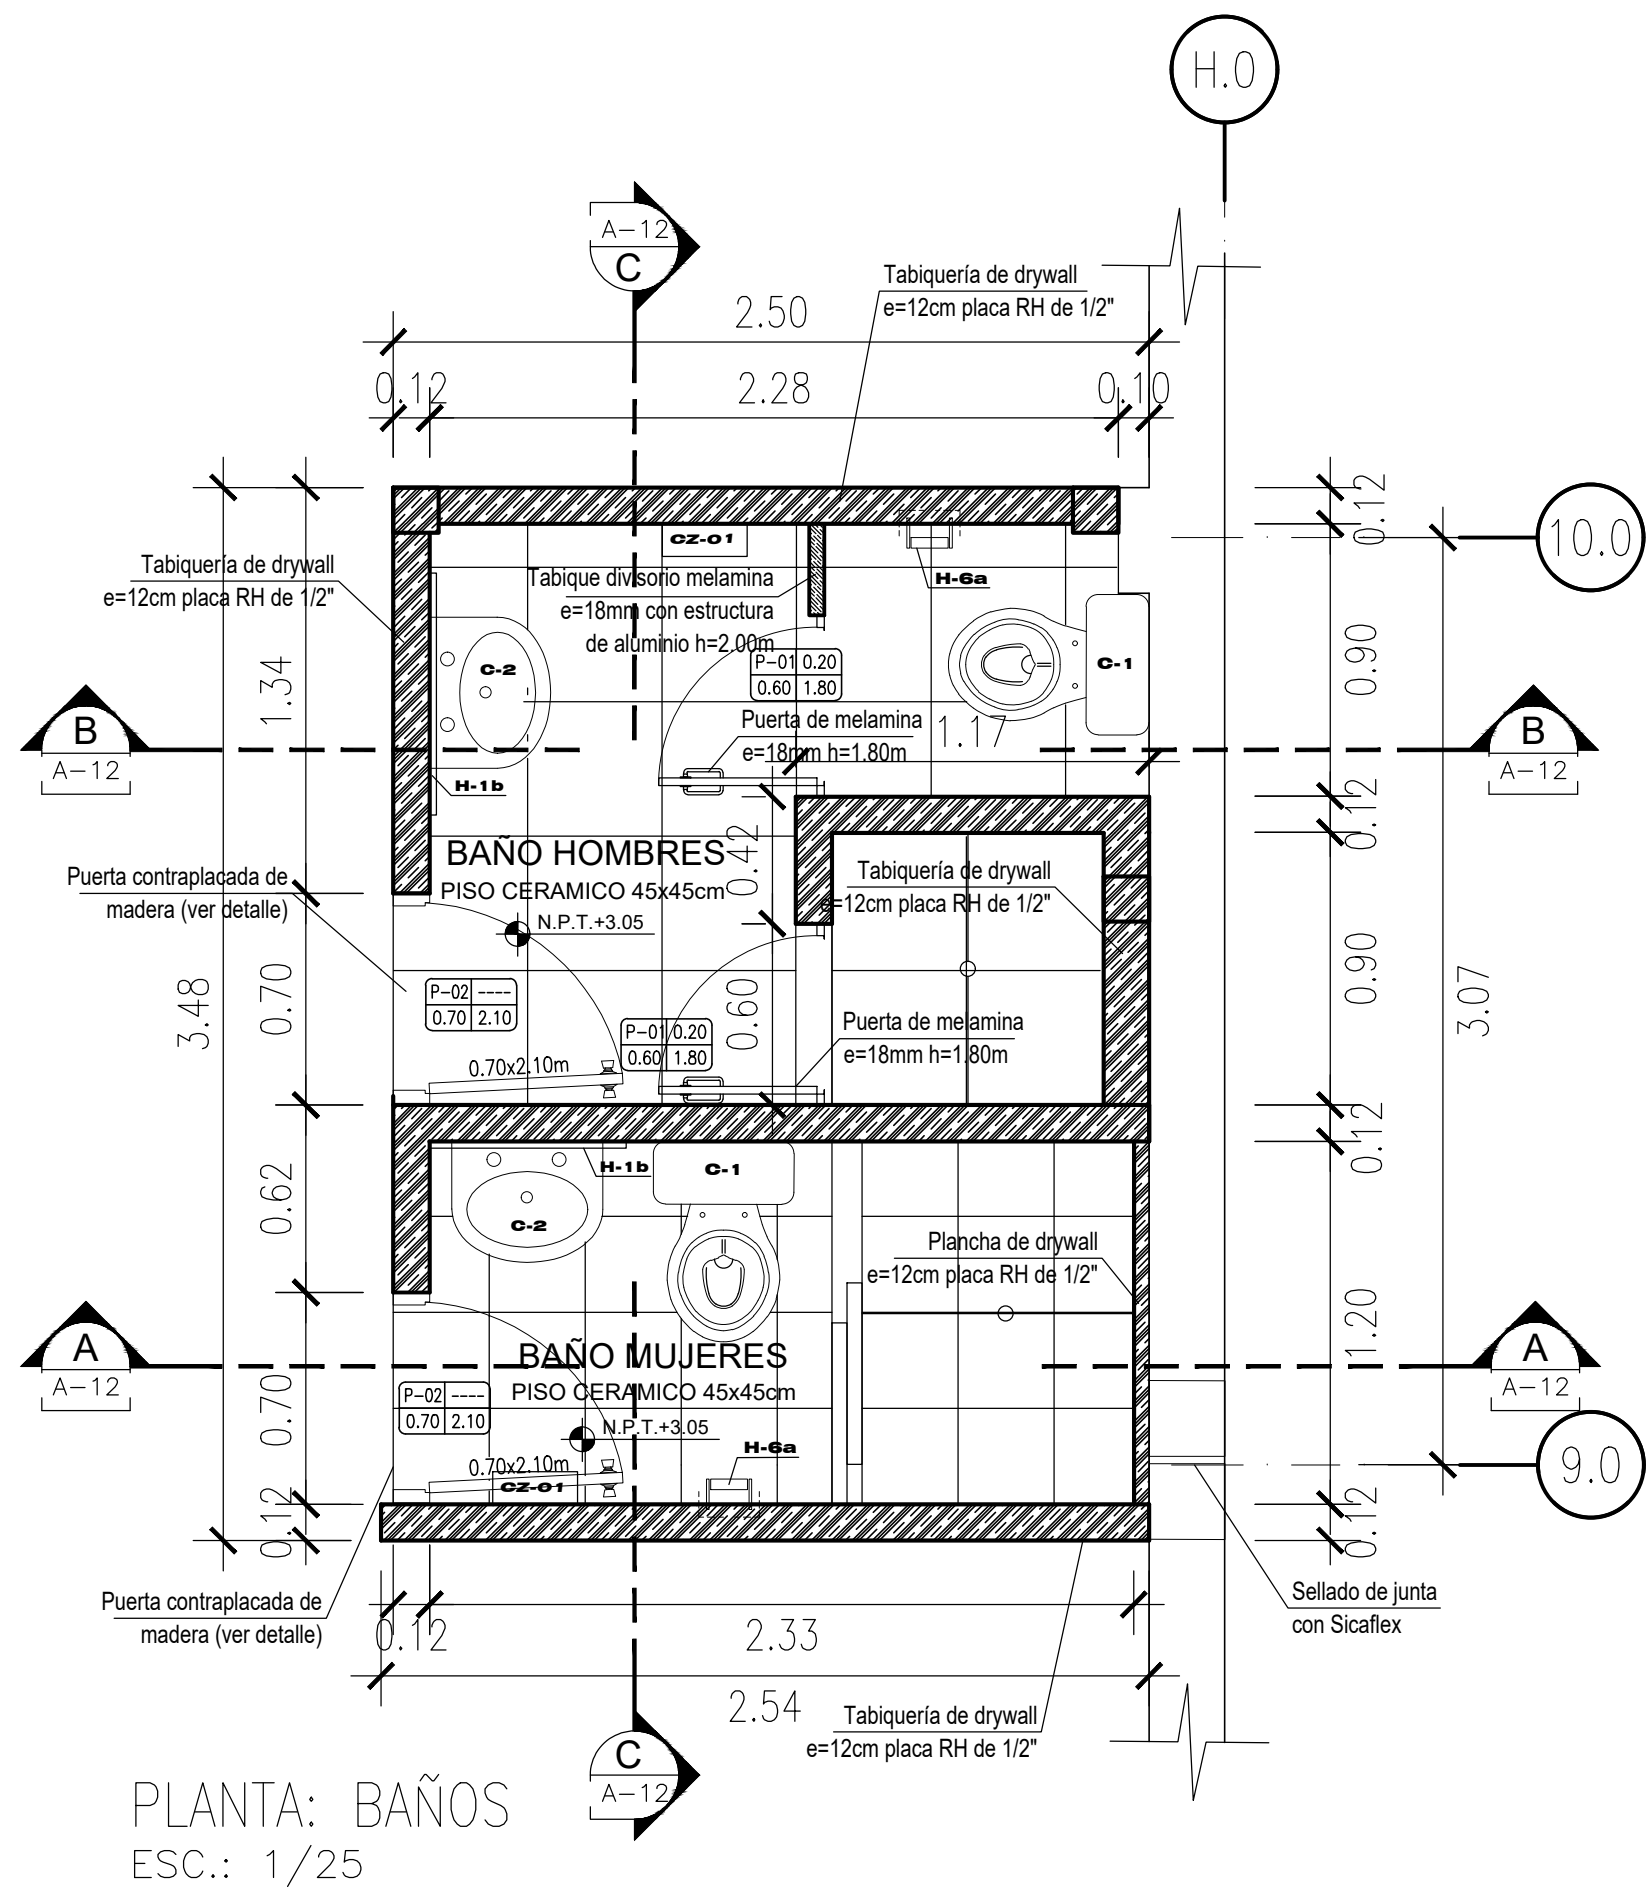 H.0
A-12
C
Tabiquería de drywall
e=12cm placa RH de 1/2"
2.50
0.12
2.28
0.10
0.12
10.0
CZ-01
Tabiquería de drywall
e=12cm placa RH de 1/2"
Tabique divisorio melamina
e=18mm con estructura
de aluminio h=2.00m
H-6a
C-2
C-1
P-01 0.20
0.60 1.80
1.34
0.90
Puerta de melamina
e=18mm h=1.80m
1.17
B
A-12
B
A-12
H-1b
0.12
BAÑO HOMBRES
PISO CERAMICO 45x45cm
N.P.T.+3.05
0.42
Tabiquería de drywall
e=12cm placa RH de 1/2"
Puerta contraplacada de
madera (ver detalle)
3.48
0.70
P-02 ----
0.70 2.10
0.60
0.90
3.07
P-01 0.20
0.60 1.80
Puerta de melamina
e=18mm h=1.80m
0.70x2.10m
0.12
H-1b
C-1
C-2
0.62
Plancha de drywall
e=12cm placa RH de 1/2"
1.20
A
A-12
BAÑO MUJERES
PISO CERAMICO 45x45cm
N.P.T.+3.05
A
A-12
P-02 ----
0.70 2.10
0.70
H-6a
0.70x2.10m
CZ-01
9.0
0.12
0.12
Puerta contraplacada de
madera (ver detalle)
Sellado de junta
con Sicaflex
0.12
2.33
2.54
Tabiquería de drywall
e=12cm placa RH de 1/2"
C
A-12
PLANTA: BAÑOS
ESC.: 1/25